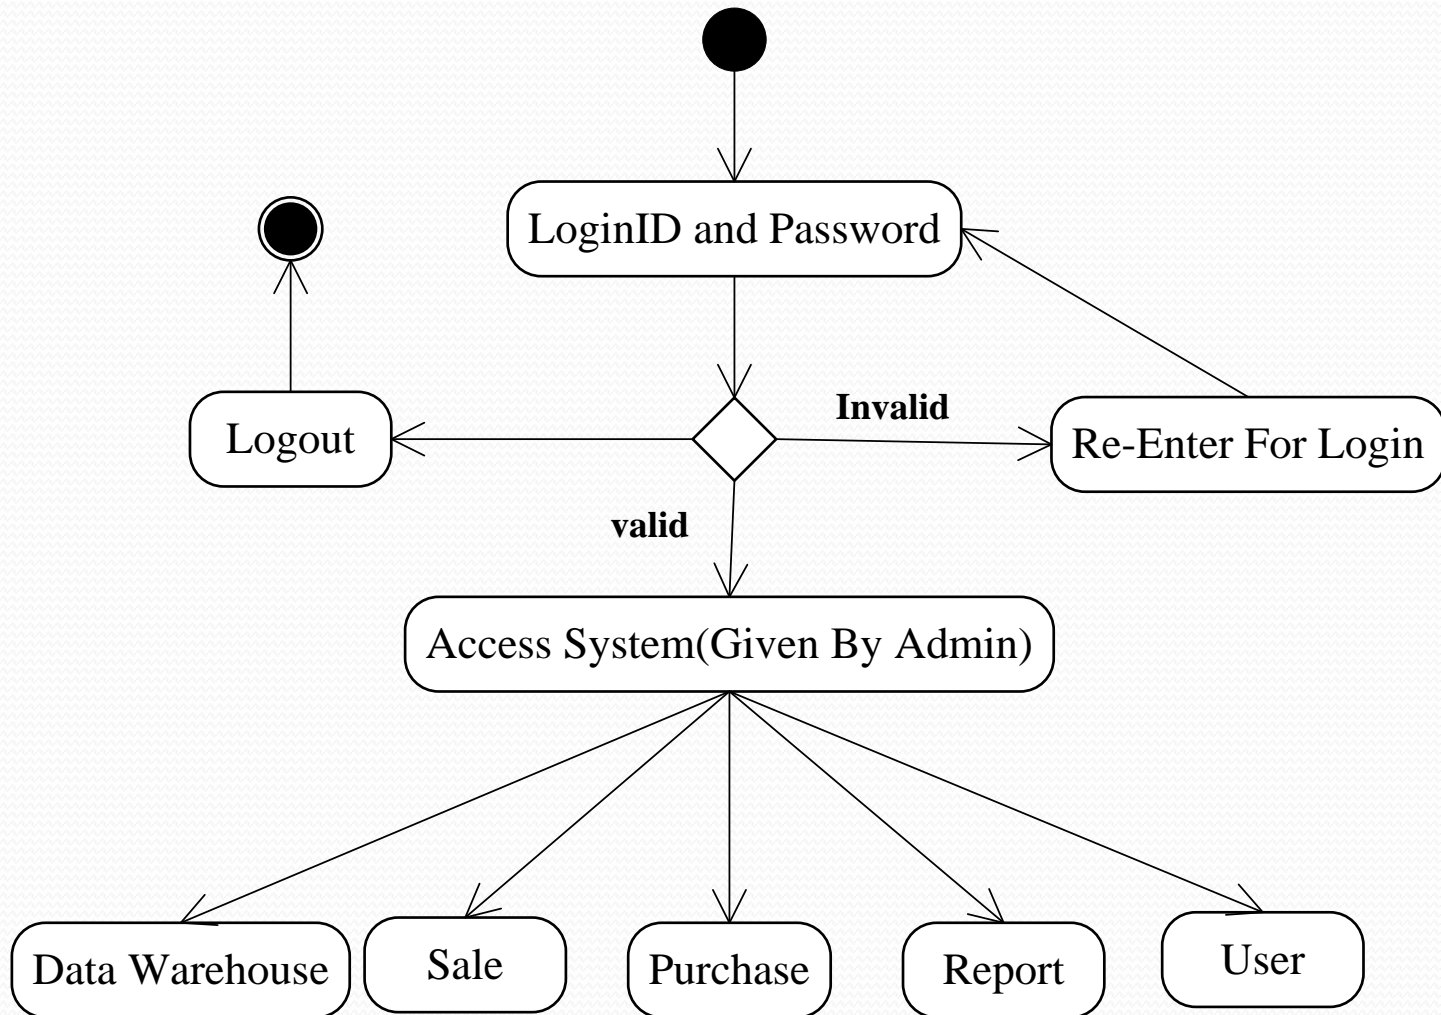 LoginID and Password
Invalid
Logout
Re-Enter For Login
valid
Access System(Given By Admin)
Data Warehouse
Sale
Purchase
Report
User